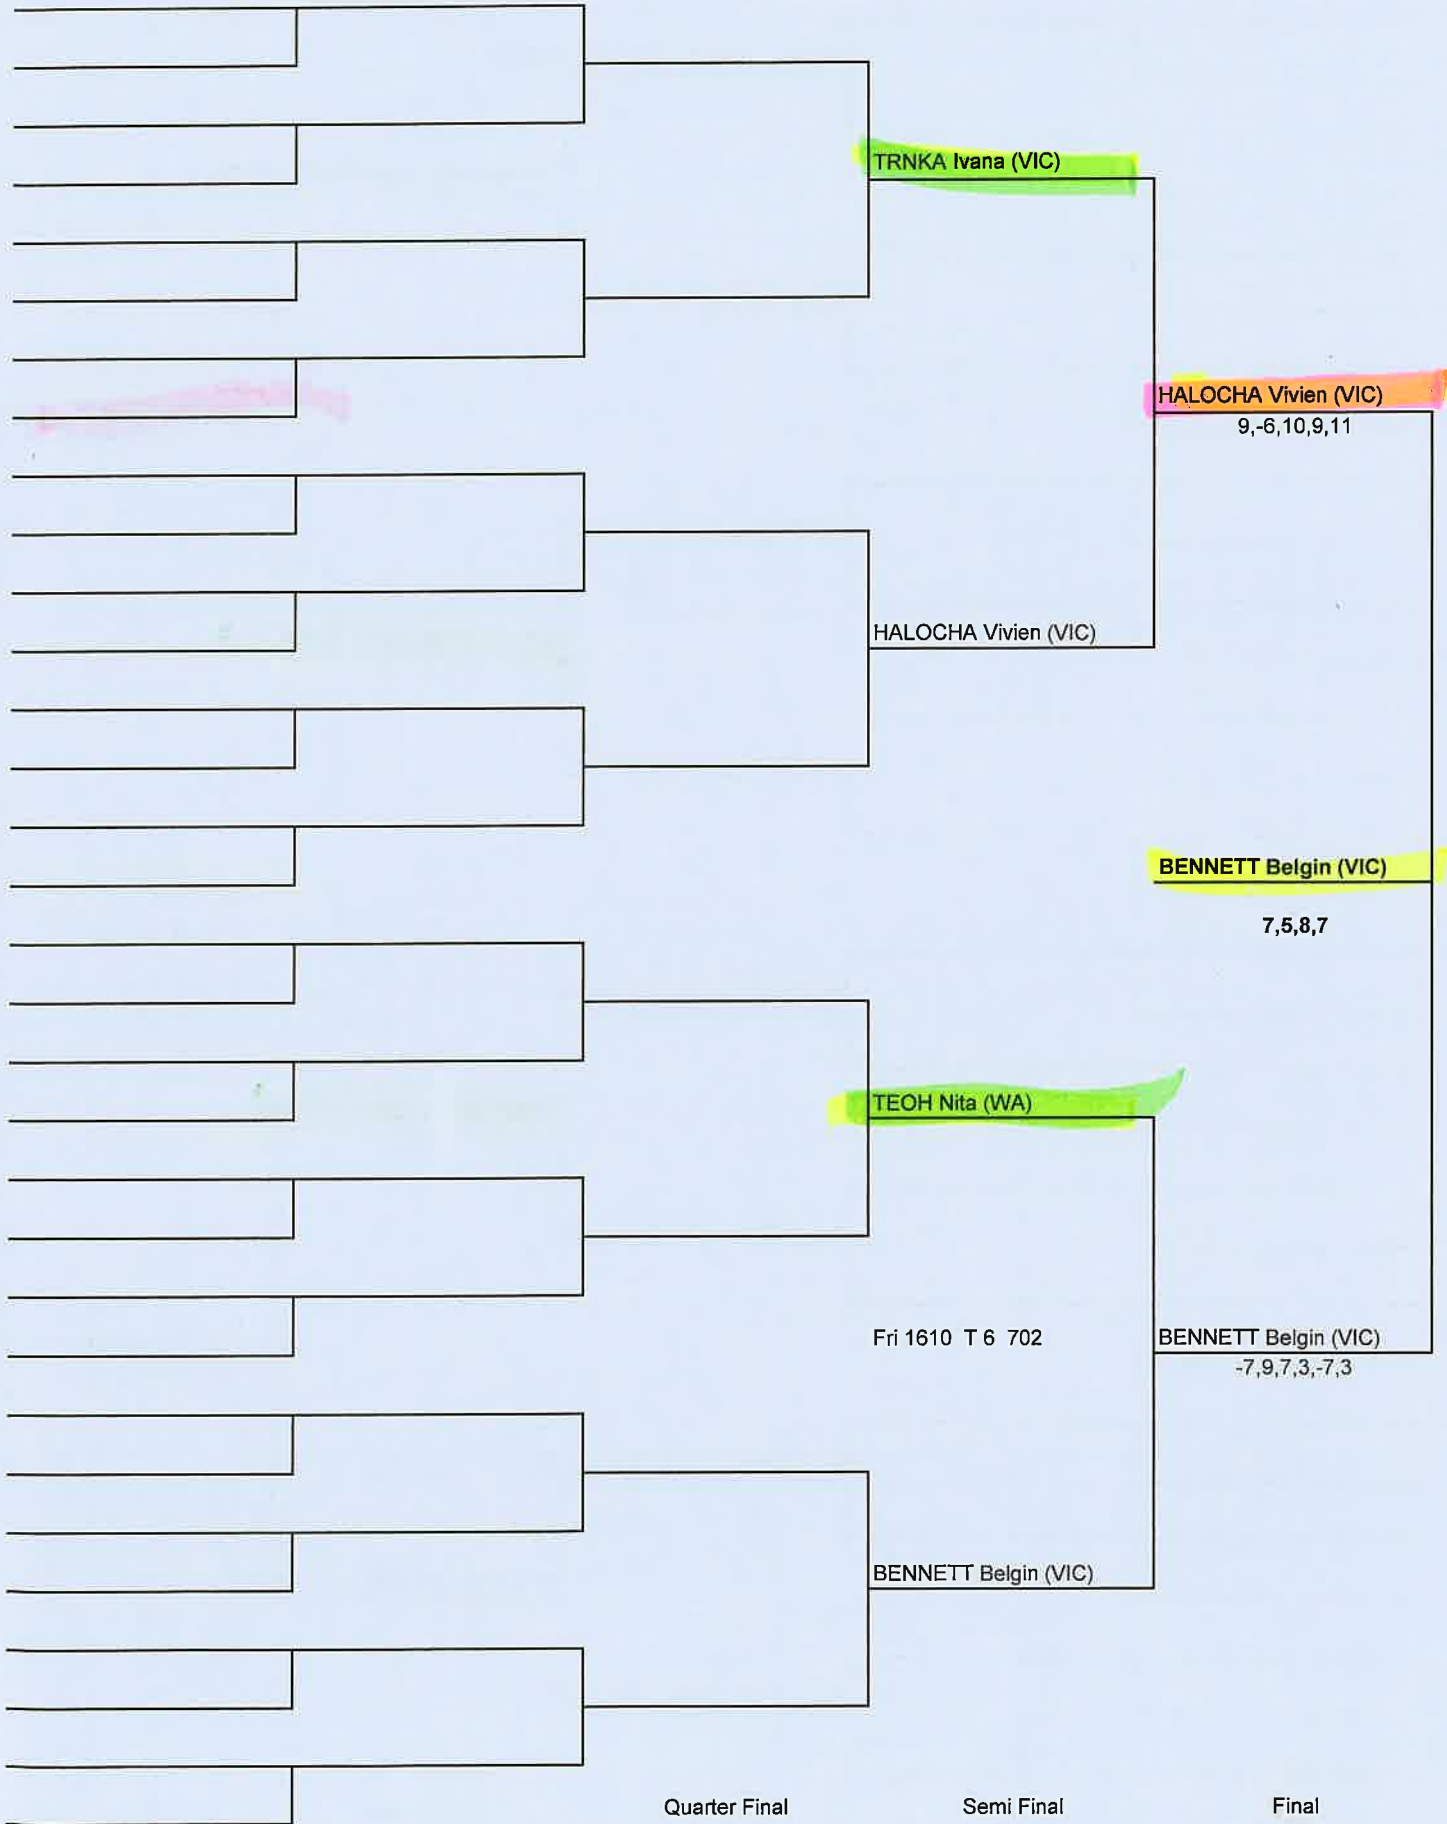 TRNKA Ivana (VIC)
HALOCHA Vivien (VIC)
9,-6,10,9,11
HALOCHA Vivien (VIC)
BENNETT Belgin (VIC)
7,5,8,7
TEOH Nita (WA)
Fri 1610 T 6 702
BENNETT Belgin (VIC)
-7,9,7,3,-7,3
BENNETT Belgin (VIC)
Quarter Final Semi Final Final